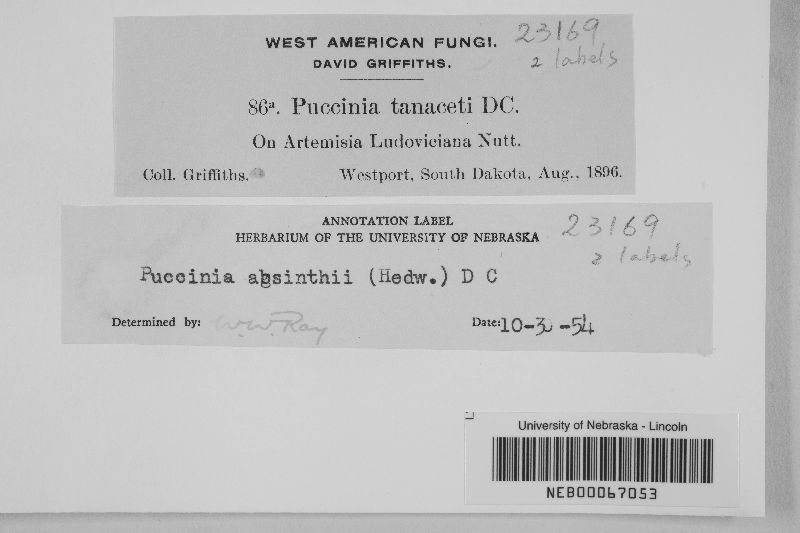 WEST AMERICAN FUNGI.
23169
DAVID GRIFFITHS.
2 labels
86a. Puccinia tanaceti DC.
On Artemisia Ludoviciana Nutt.
Coll. Griffiths.
Westport, South Dakota, Aug., 1896.
ANNOTATION LABEL
23169
HERBARIUM OF THE UNIVERSITY OF NEBRASKA
2 labels
Puccinia absinthii (Hedw.) D C
Determined by: W.W. Ray
Date: 10-3-54
University of Nebraska - Lincoln
NEB00067053